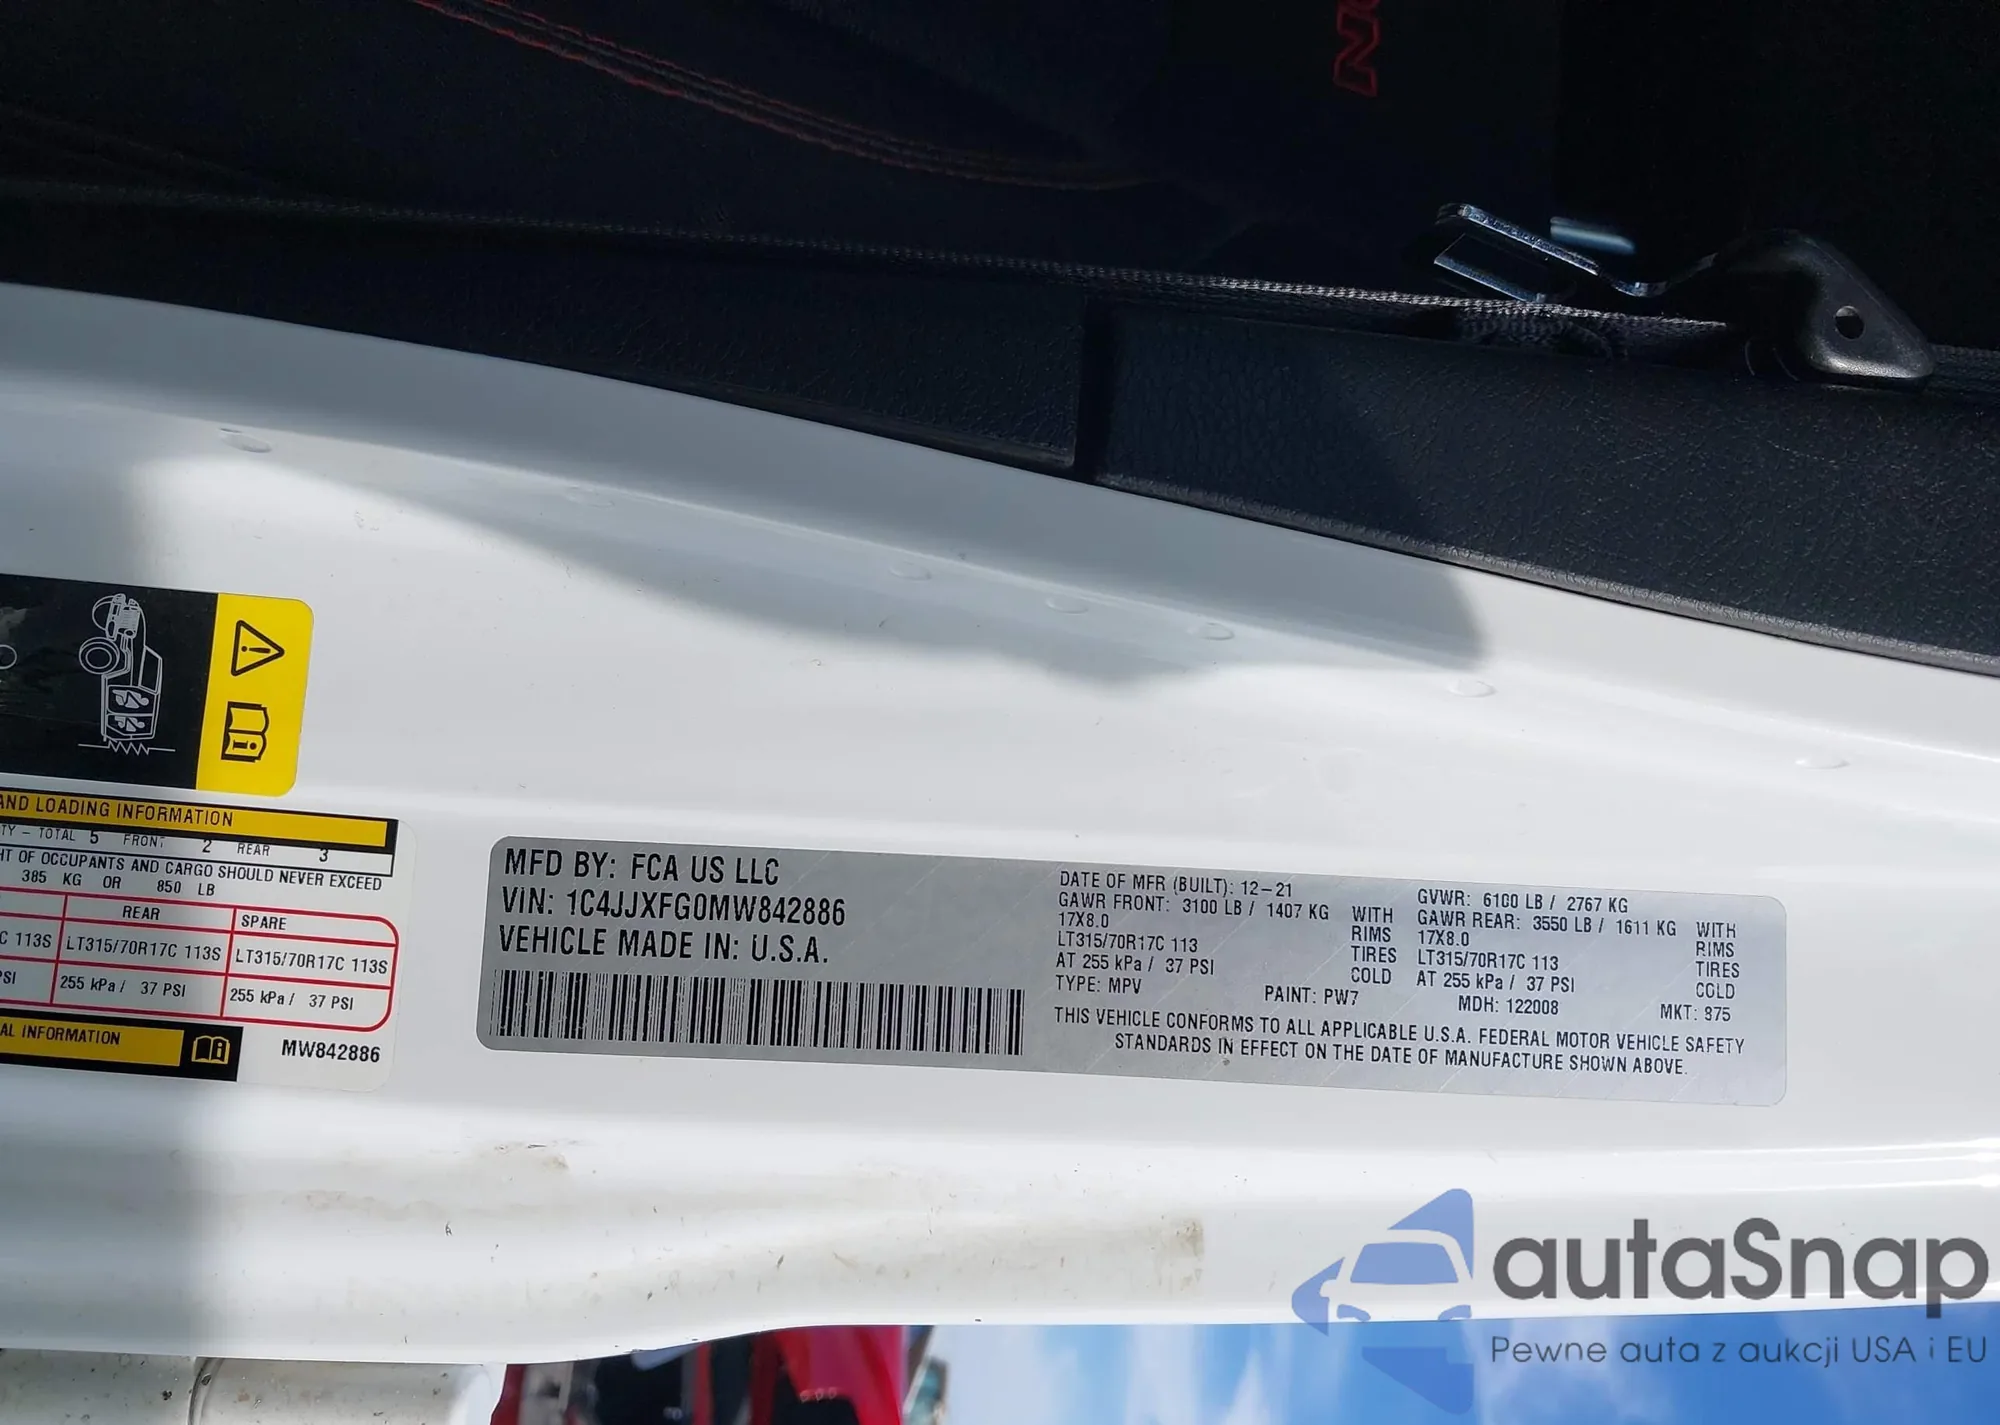 AND LOADING INFORMATION
TOTAL 5 FRONT 2 REAR 3
OF OCCUPANTS AND CARGO SHOULD NEVER EXCEED
385 KG OR 850 LB
REAR SPARE
C 113S LT315/70R17C 113S LT315/70R17C 113S
PSI 255 kPa / 37 PSI 255 kPa / 37 PSI
AL INFORMATION
MW842886
MFD BY: FCA US LLC
VIN: 1C4JJXFG0MW842886
VEHICLE MADE IN: U.S.A.
DATE OF MFR (BUILT): 12-21 GVWR: 6100 LB / 2767 KG
GAWR FRONT: 3100 LB / 1407 KG WITH GAWR REAR: 3550 LB / 1611 KG WITH
17X8.0 RIMS 17X8.0 RIMS
LT315/70R17C 113 TIRES LT315/70R17C 113 TIRES
AT 255 kPa / 37 PSI COLD AT 255 kPa / 37 PSI COLD
TYPE: MPV PAINT: PW7 MDH: 122008 MKT: 875
THIS VEHICLE CONFORMS TO ALL APPLICABLE U.S.A. FEDERAL MOTOR VEHICLE SAFETY
STANDARDS IN EFFECT ON THE DATE OF MANUFACTURE SHOWN ABOVE.
autaSnap
Pewne auta z aukcji USA i EU